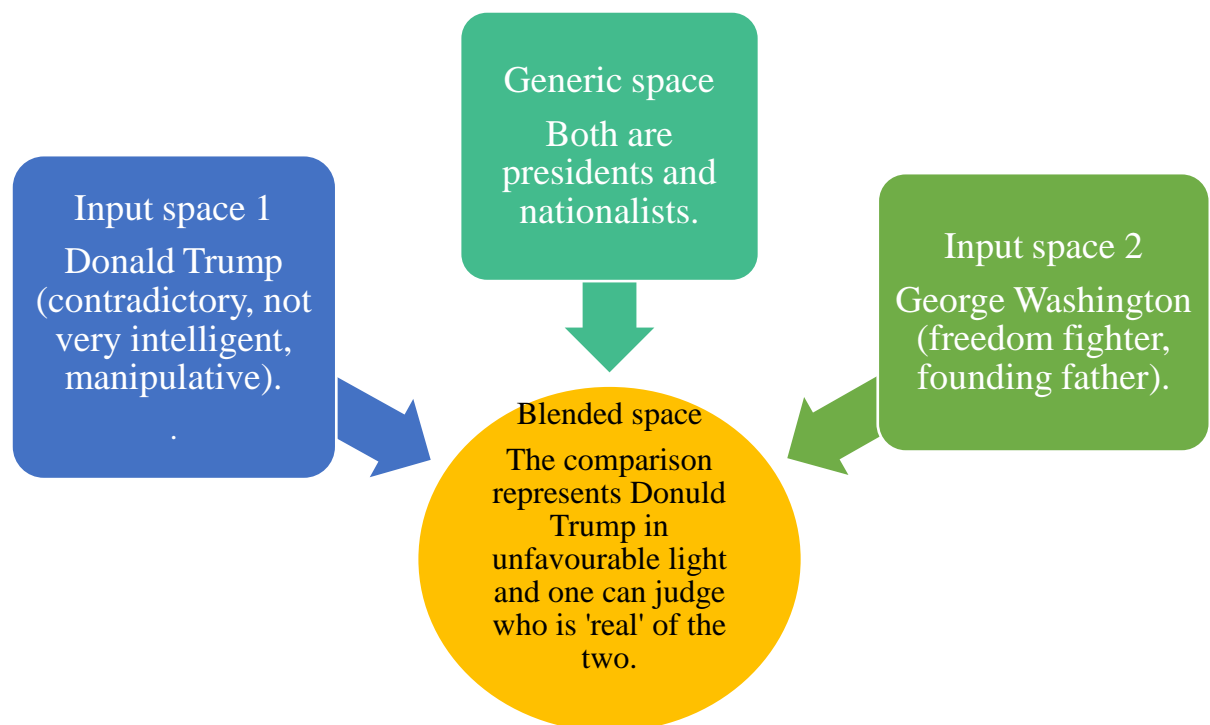 Generic space
Both are
presidents and
nationalists.
Input space 1
Donald Trump
(contradictory, not
very intelligent,
manipulative).
.
Input space 2
George Washington
(freedom fighter,
founding father).
Blended space
The comparison
represents Donuld
Trump in
unfavourable light
and one can judge
who is 'real' of the
two.